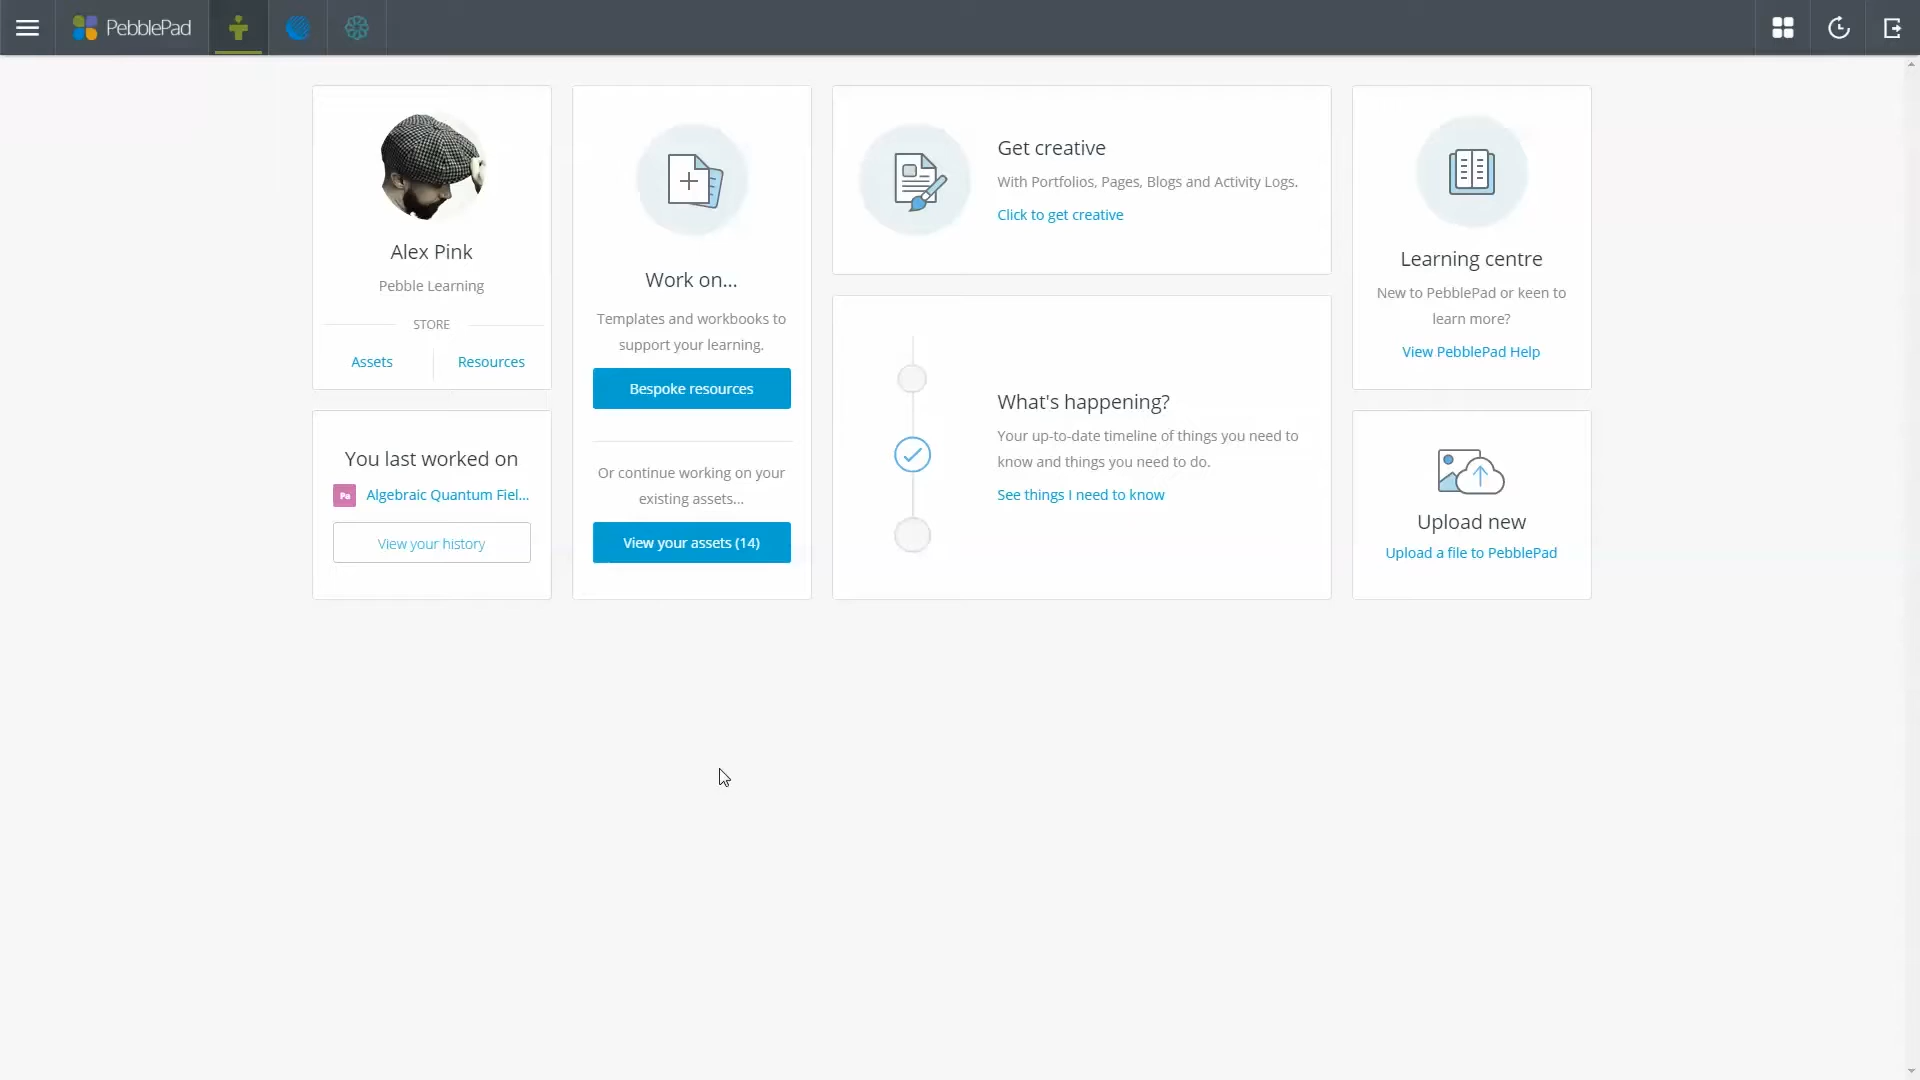 PebblePad
Alex Pink
Pebble Learning
STORE
Assets
Resources
You last worked on
Pa
Algebraic Quantum Fiel...
View your history
Work on...
Templates and workbooks to
support your learning.
Bespoke resources
Or continue working on your
existing assets...
View your assets (14)
Get creative
With Portfolios, Pages, Blogs and Activity Logs.
Click to get creative
What's happening?
Your up-to-date timeline of things you need to
know and things you need to do.
See things I need to know
Learning centre
New to PebblePad or keen to
learn more?
View PebblePad Help
Upload new
Upload a file to PebblePad